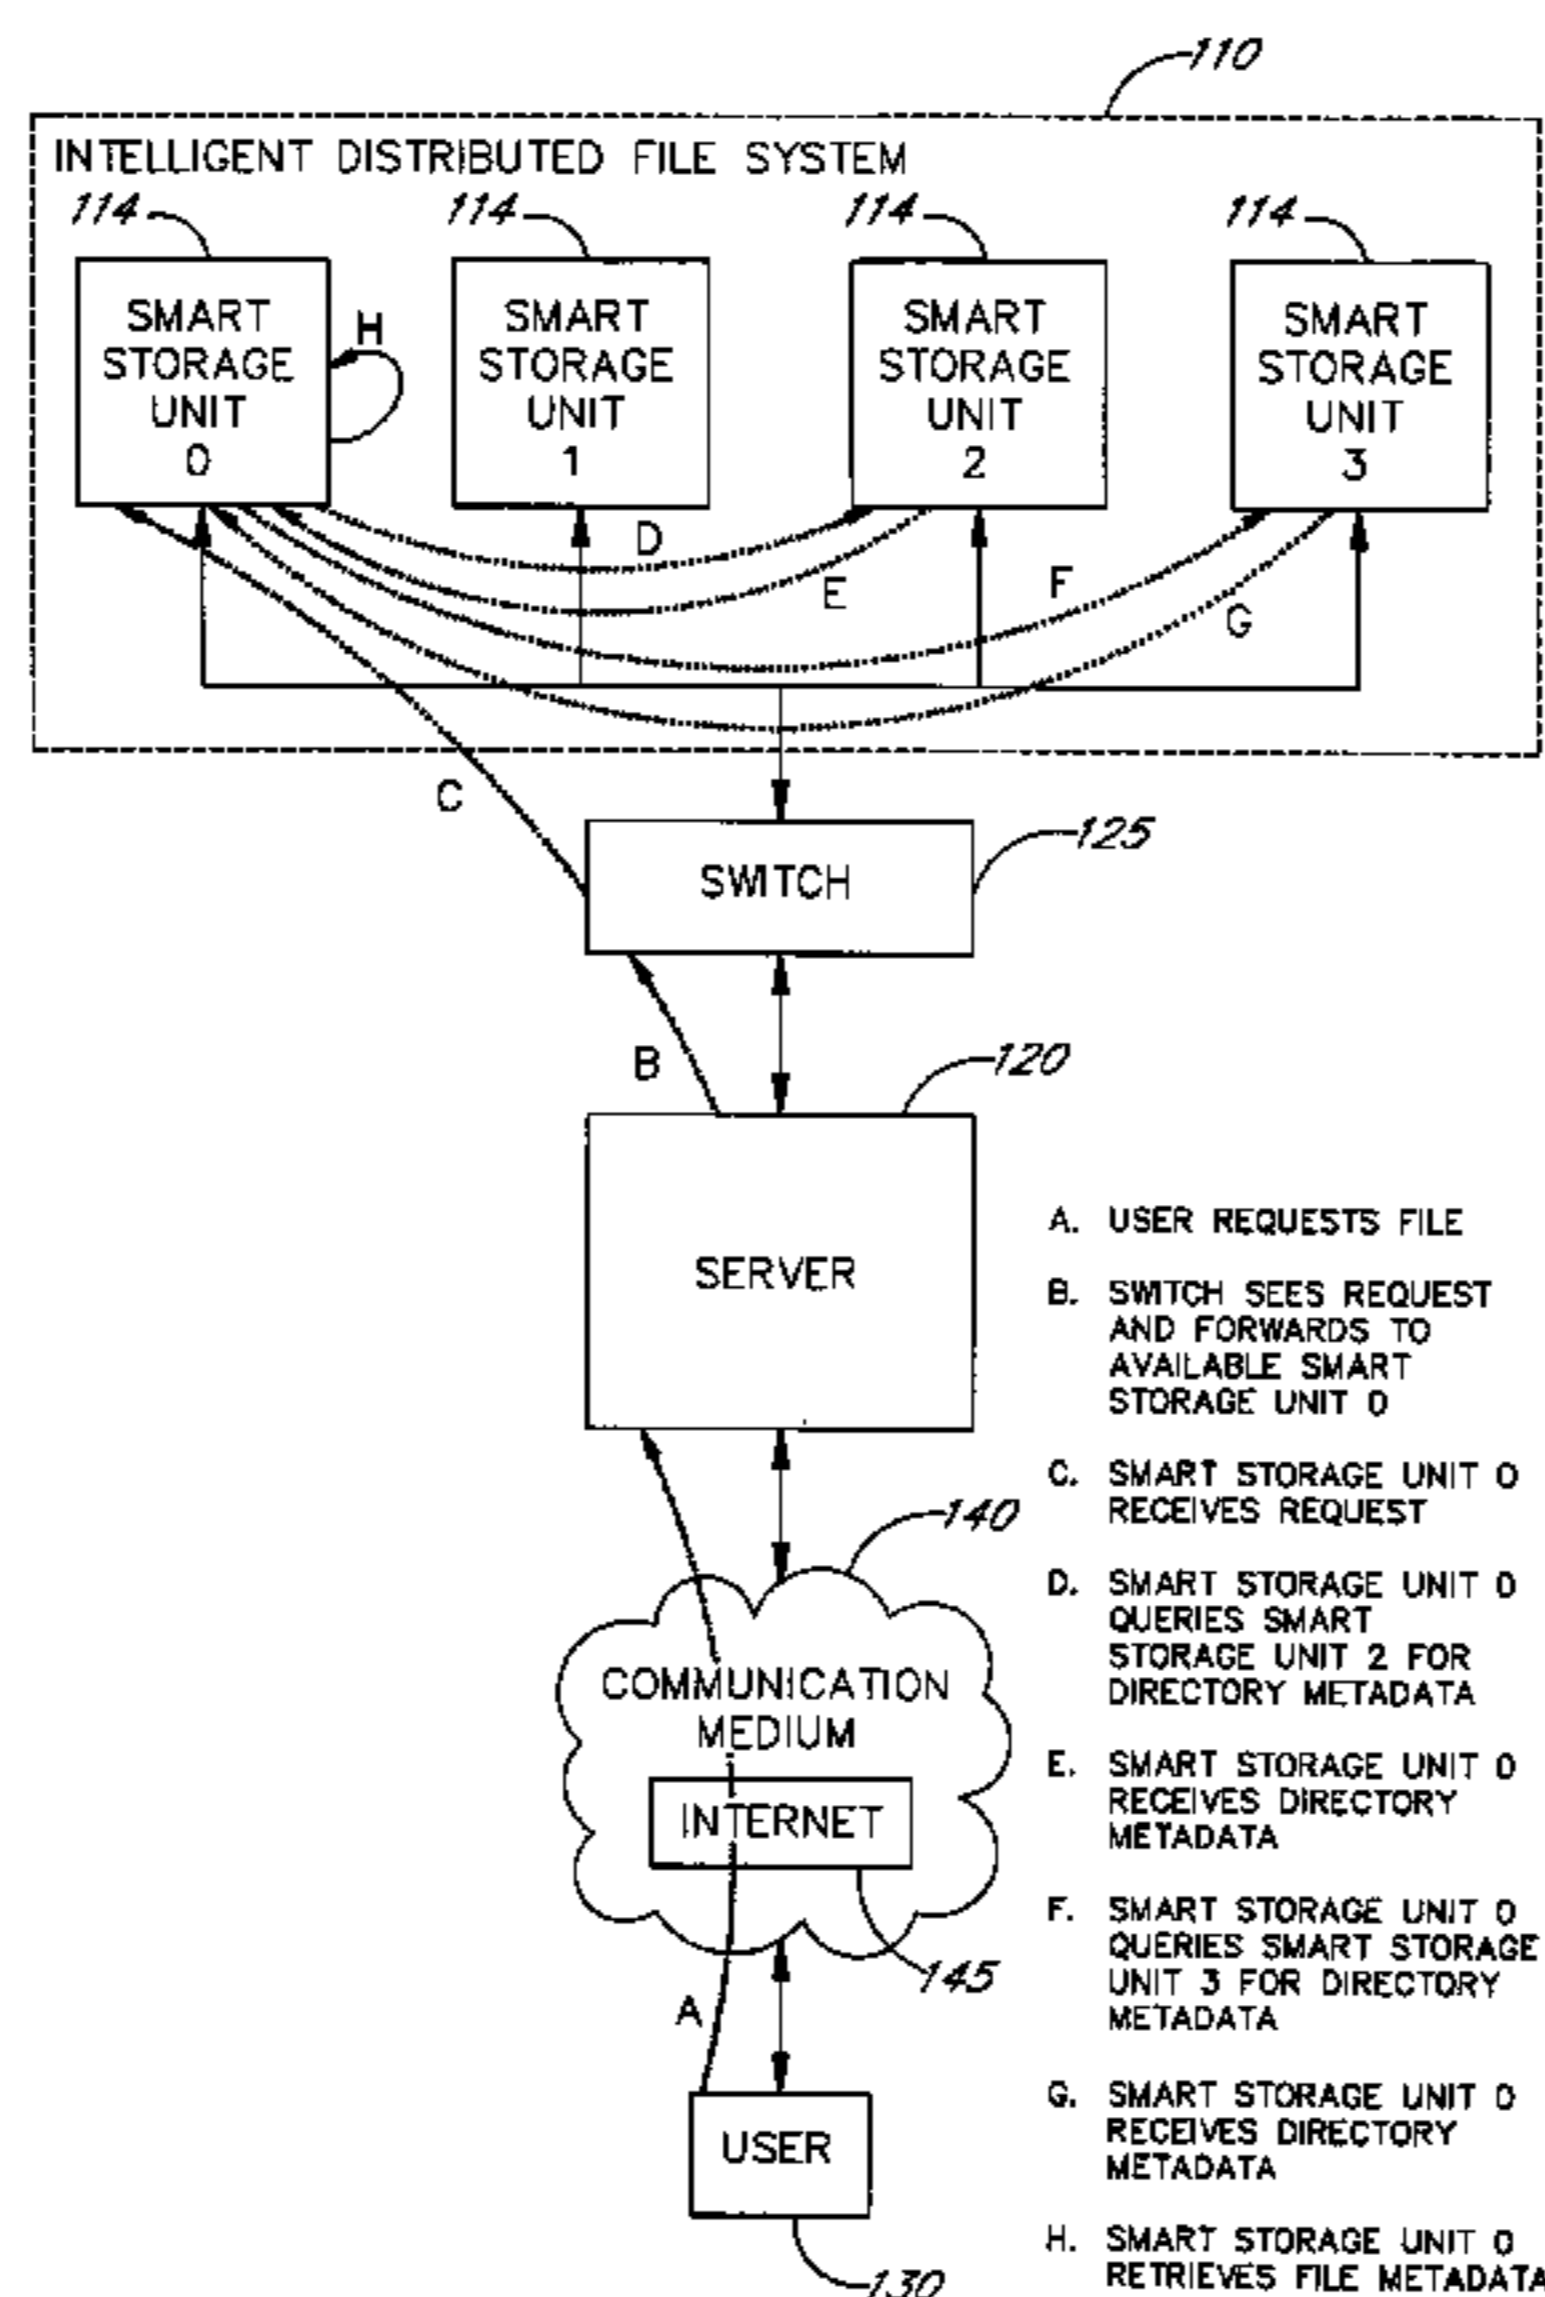 110
INTELLIGENT DISTRIBUTED FILE SYSTEM
114 114 114 114
SMART
STORAGE
UNIT
0
H
SMART
STORAGE
UNIT
1
SMART
STORAGE
UNIT
2
SMART
STORAGE
UNIT
3
D
E
F
G
C
SWITCH
125
B
120
SERVER
140
COMMUNICATION
MEDIUM
INTERNET
145
A
USER
130
A. USER REQUESTS FILE
B. SWITCH SEES REQUEST
AND FORWARDS TO
AVAILABLE SMART
STORAGE UNIT 0
C. SMART STORAGE UNIT 0
RECEIVES REQUEST
D. SMART STORAGE UNIT 0
QUERIES SMART
STORAGE UNIT 2 FOR
DIRECTORY METADATA
E. SMART STORAGE UNIT 0
RECEIVES DIRECTORY
METADATA
F. SMART STORAGE UNIT 0
QUERIES SMART STORAGE
UNIT 3 FOR DIRECTORY
METADATA
G. SMART STORAGE UNIT 0
RECEIVES DIRECTORY
METADATA
H. SMART STORAGE UNIT 0
RETRIEVES FILE METADATA